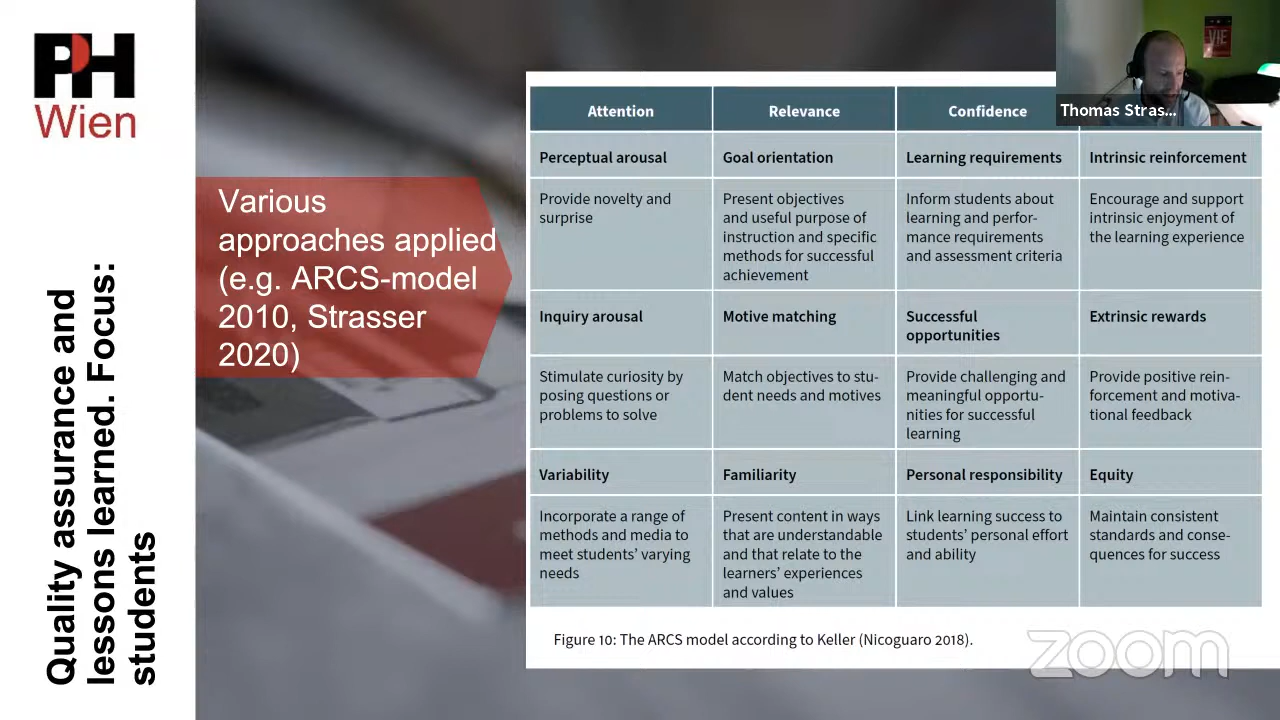 PH
Wien
Quality assurance and
lessons learned. Focus:
students
Various
approaches applied
(e.g. ARCS-model
2010, Strasser
2020)
Attention
Relevance
Confidence
Perceptual arousal
Goal orientation
Learning requirements
Intrinsic reinforcement
Provide novelty and
surprise
Present objectives
and useful purpose of
instruction and specific
methods for successful
achievement
Inform students about
learning and perfor-
mance requirements
and assessment criteria
Encourage and support
intrinsic enjoyment of
the learning experience
Inquiry arousal
Motive matching
Successful
opportunities
Extrinsic rewards
Stimulate curiosity by
posing questions or
problems to solve
Match objectives to stu-
dent needs and motives
Provide challenging and
meaningful opportu-
nities for successful
learning
Provide positive rein-
forcement and motiva-
tional feedback
Variability
Familiarity
Personal responsibility
Equity
Incorporate a range of
methods and media to
meet students' varying
needs
Present content in ways
that are understandable
and that relate to the
learners' experiences
and values
Link learning success to
students' personal effort
and ability
Maintain consistent
standards and conse-
quences for success
Figure 10: The ARCS model according to Keller (Nicoguaro 2018).
VIE
Thomas Stras...
zoom